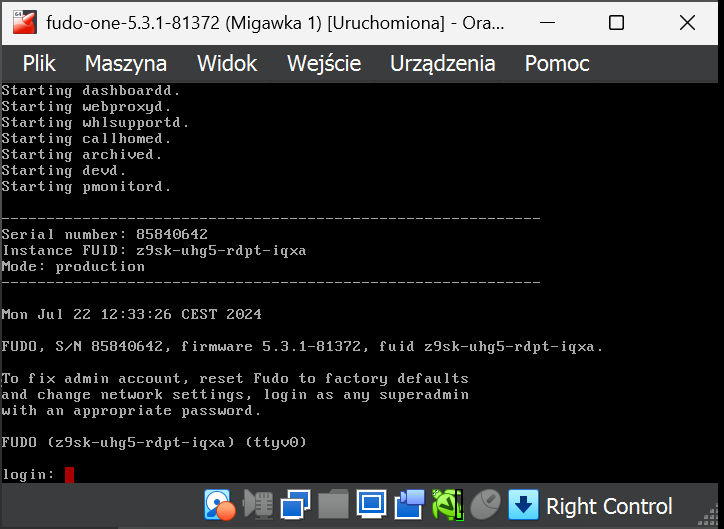 fudo-one-5.3.1-81372 (Migawka 1) [Uruchomiona] - Ora...
Plik Maszyna Widok Wejście Urządzenia Pomoc
Starting dashboardd.
Starting webproxyd.
Starting whlsupportd.
Starting callhomed.
Starting archived.
Starting devd.
Starting pmonitord.
------------------------------------------------------------
Serial number: 85840642
Instance FUID: z9sk-uhg5-rdpt-iqxa
Mode: production
------------------------------------------------------------
Mon Jul 22 12:33:26 CEST 2024
FUDO, S/N 85840642, firmware 5.3.1-81372, fuid z9sk-uhg5-rdpt-iqxa.
To fix admin account, reset Fudo to factory defaults
and change network settings, login as any superadmin
with an appropriate password.
FUDO (z9sk-uhg5-rdpt-iqxa) (ttyv0)
login:
Right Control